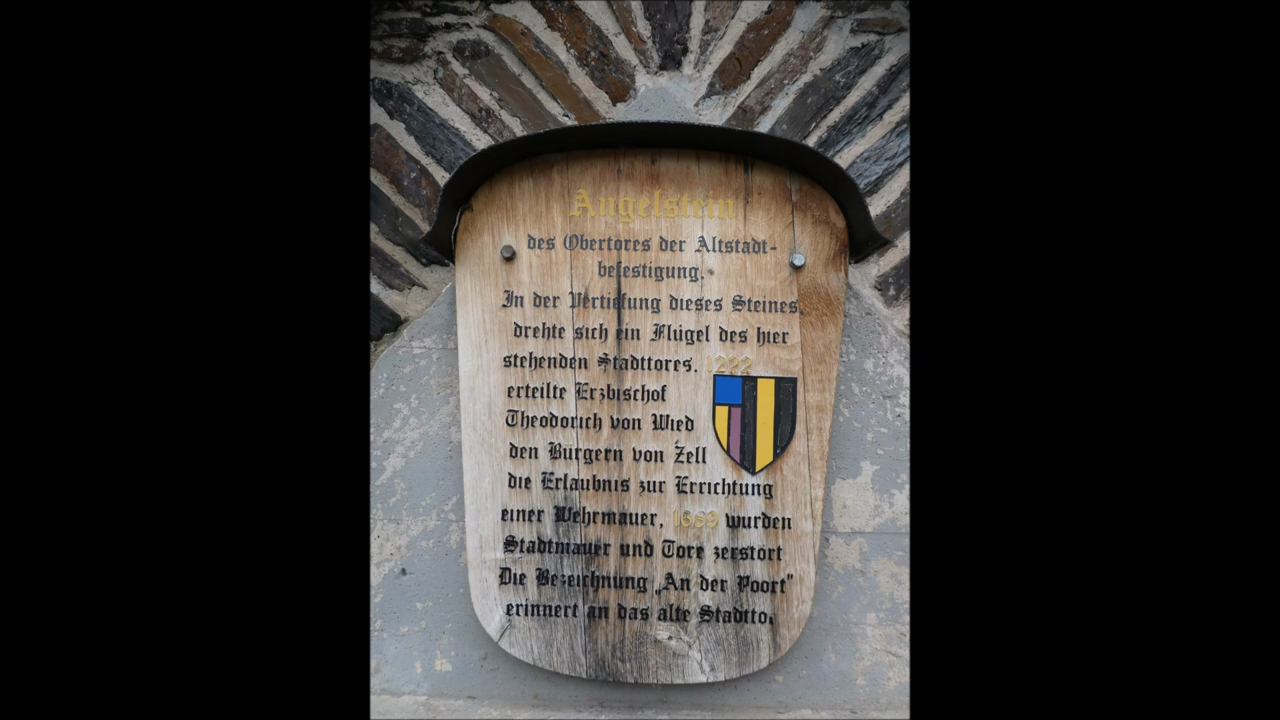 Angelstein
des Obertores der Altstadt-
befestigung.
In der Vertiefung dieses Steines
drehte sich ein Flügel des hier
stehenden Stadttores. 1222
erteilte Erzbischof
Theodorich von Wied
den Bürgern von Zell
die Erlaubnis zur Errichtung
einer Wehrmauer, 1689 wurden
Stadtmauer und Tore zerstört
Die Bezeichnung „An der Poort"
erinnert an das alte Stadttor.